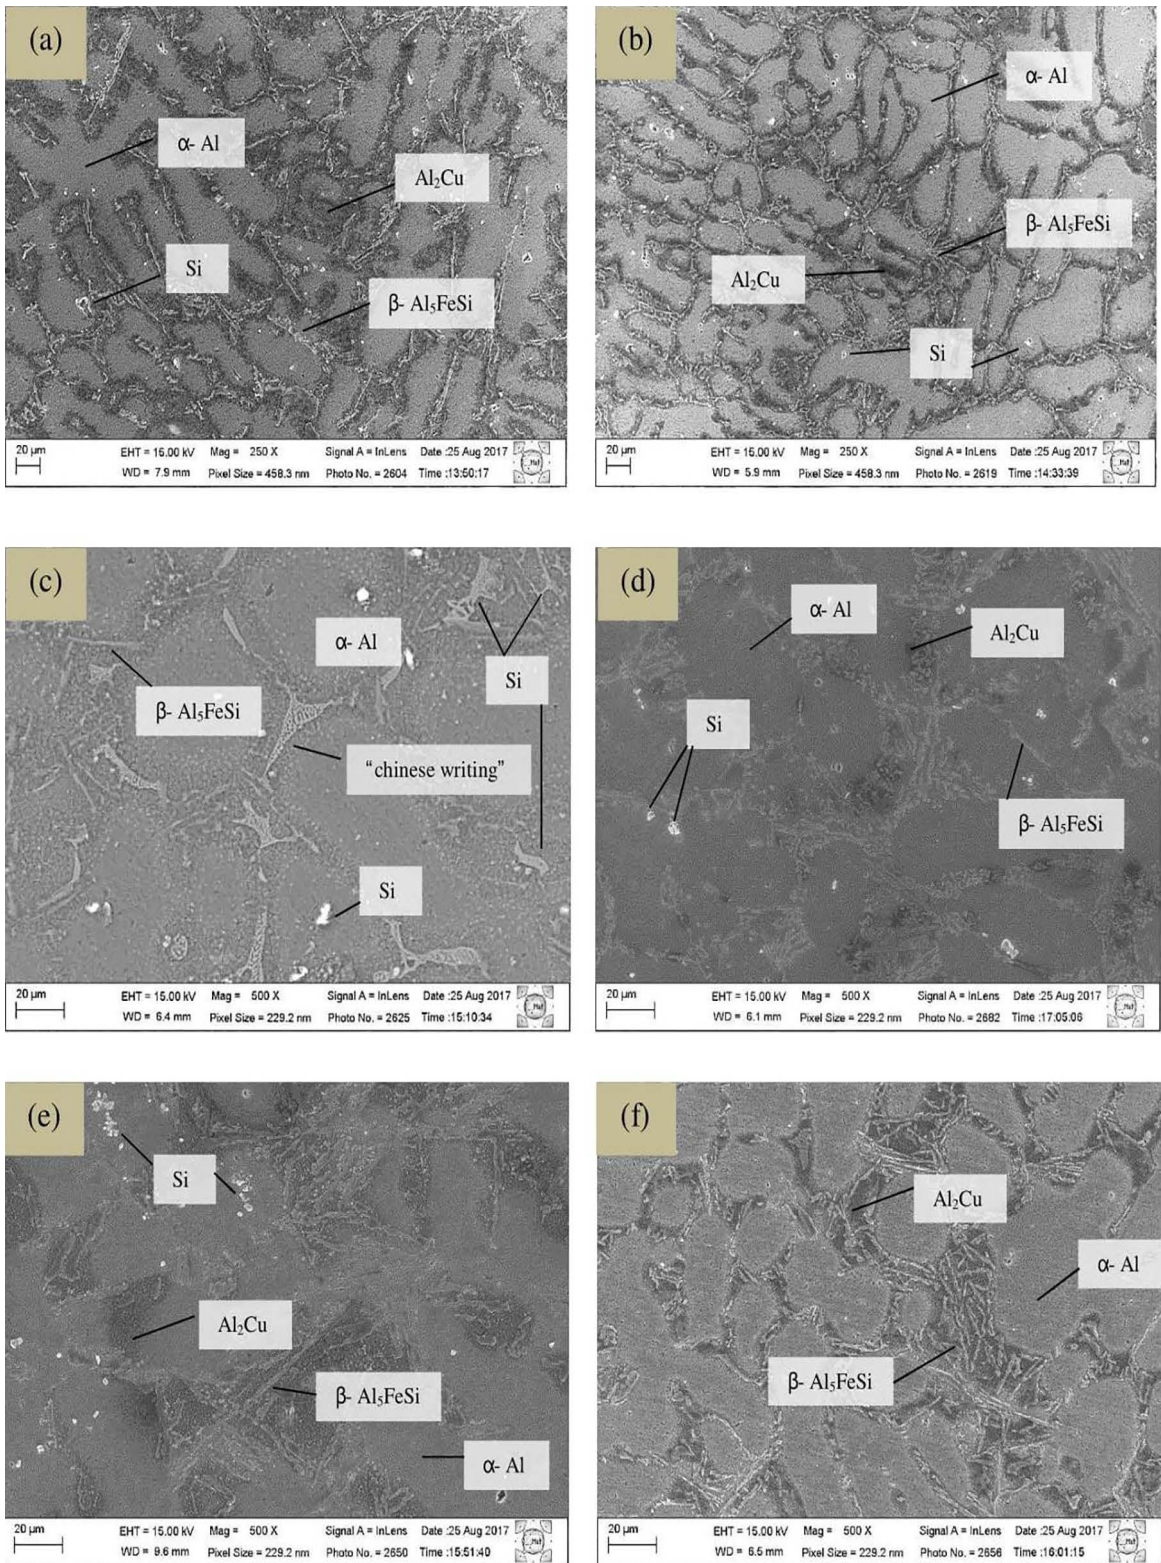 (a)
α- Al
Al₂Cu
Si
β- Al₅FeSi
20 µm
EHT = 15.00 kV Mag = 250 X Signal A = InLens Date :25 Aug 2017
WD = 7.9 mm Pixel Size = 458.3 nm Photo No. = 2604 Time :13:50:17
(b)
α- Al
β- Al₅FeSi
Al₂Cu
Si
20 µm
EHT = 15.00 kV Mag = 250 X Signal A = InLens Date :25 Aug 2017
WD = 5.9 mm Pixel Size = 458.3 nm Photo No. = 2619 Time :14:33:39
(c)
α- Al
Si
β- Al₅FeSi
“chinese writing”
Si
20 µm
EHT = 15.00 kV Mag = 500 X Signal A = InLens Date :25 Aug 2017
WD = 6.4 mm Pixel Size = 229.2 nm Photo No. = 2625 Time :15:10:34
(d)
α- Al
Al₂Cu
Si
β- Al₅FeSi
20 µm
EHT = 15.00 kV Mag = 500 X Signal A = InLens Date :25 Aug 2017
WD = 6.1 mm Pixel Size = 229.2 nm Photo No. = 2682 Time :17:05:06
(e)
Si
Al₂Cu
β- Al₅FeSi
α- Al
20 µm
EHT = 15.00 kV Mag = 500 X Signal A = InLens Date :25 Aug 2017
WD = 9.6 mm Pixel Size = 229.2 nm Photo No. = 2650 Time :15:51:40
(f)
Al₂Cu
α- Al
β- Al₅FeSi
20 µm
EHT = 15.00 kV Mag = 500 X Signal A = InLens Date :25 Aug 2017
WD = 6.5 mm Pixel Size = 229.2 nm Photo No. = 2656 Time :16:01:15